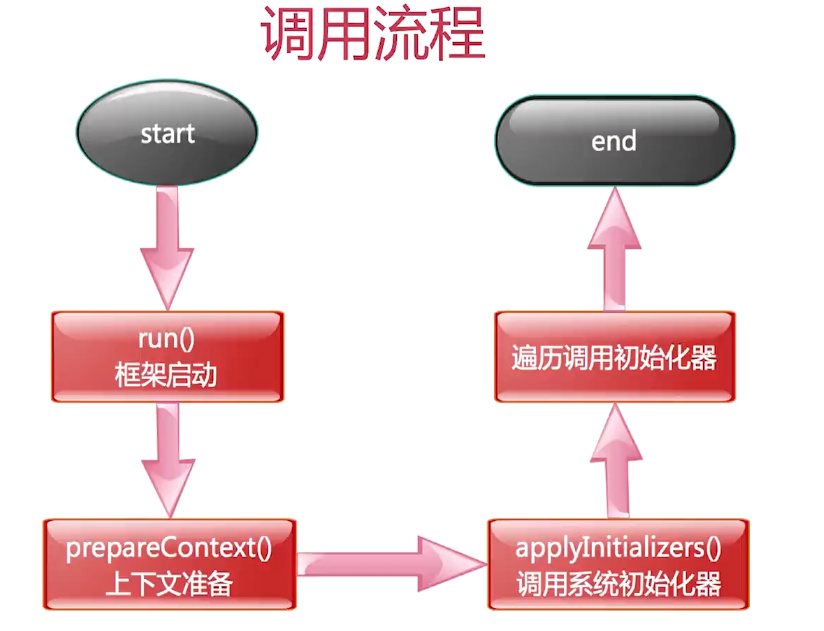 调用流程
start
run()
框架启动
prepareContext()
上下文准备
applyInitializers()
调用系统初始化器
遍历调用初始化器
end